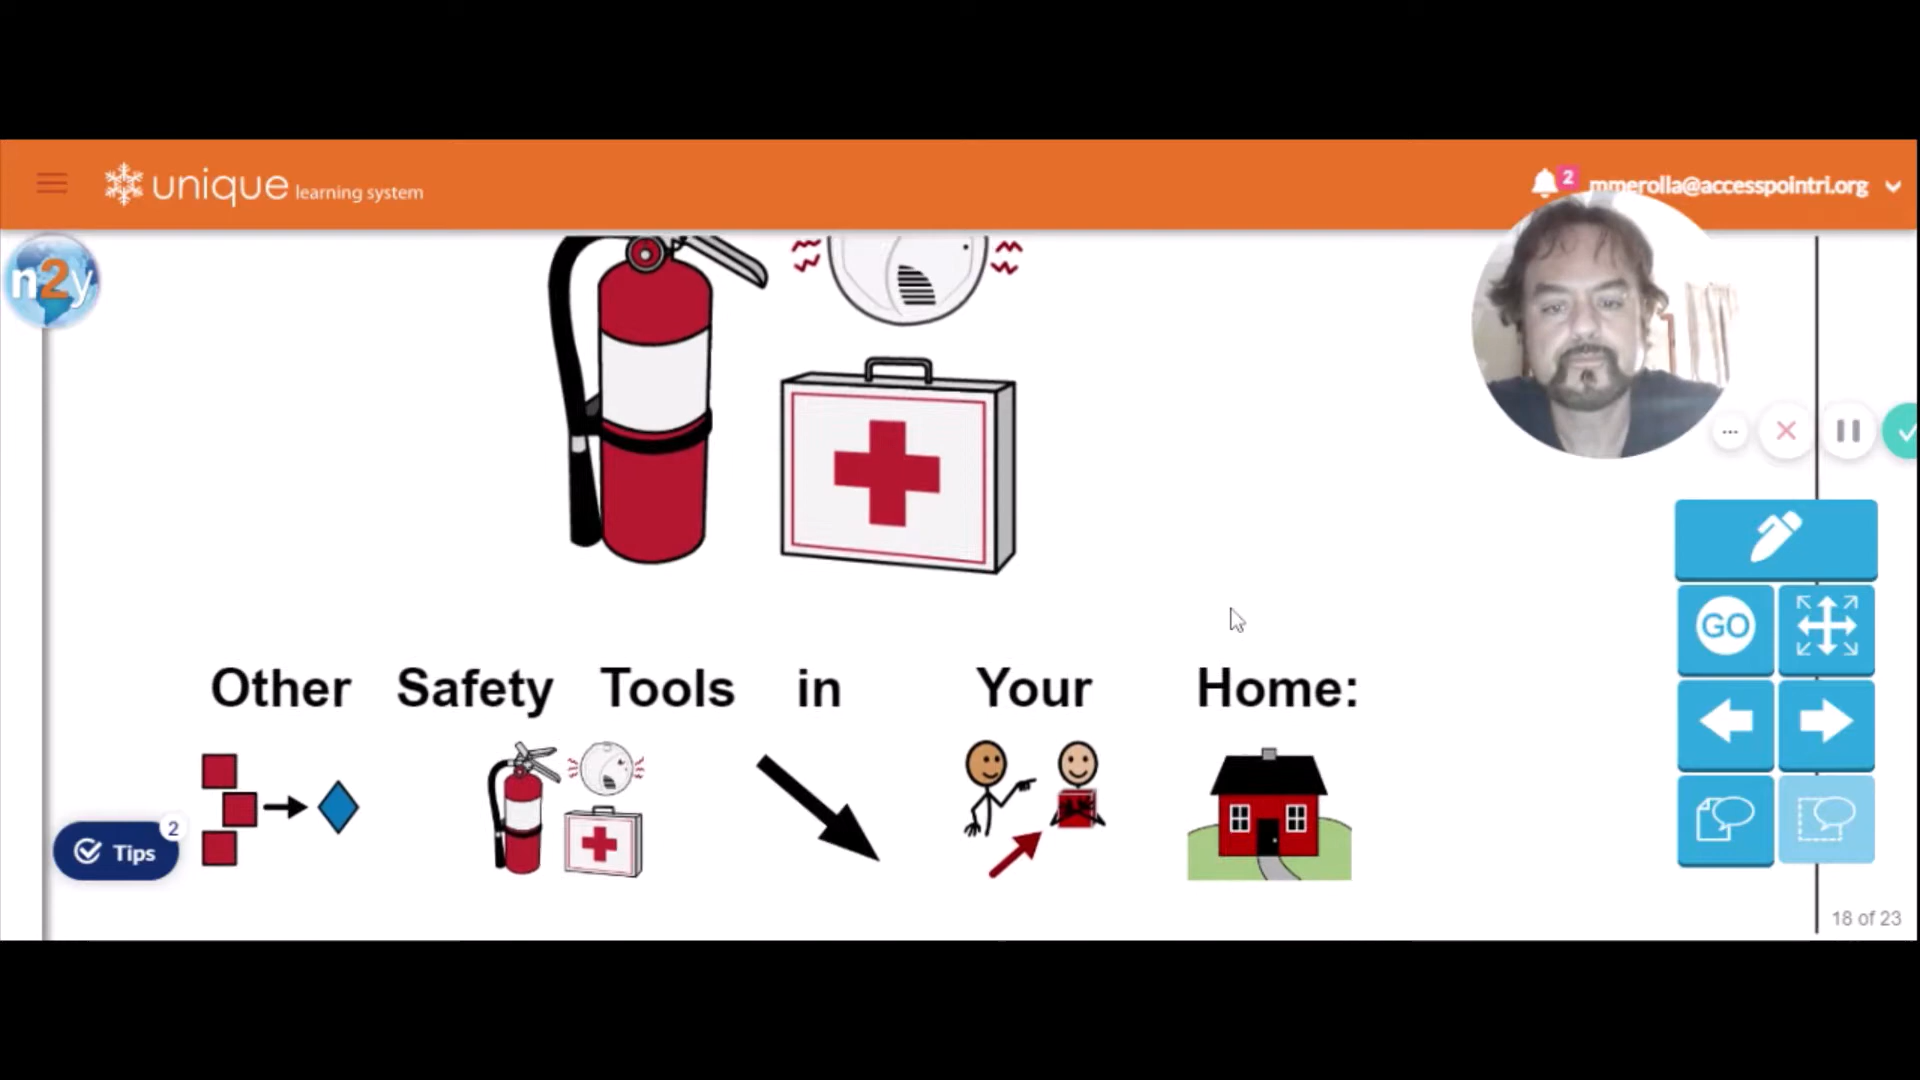 unique learning system
2
mmerolla@accesspointri.org
n2y
GO
Other Safety Tools in Your Home:
2
Tips
18 of 23